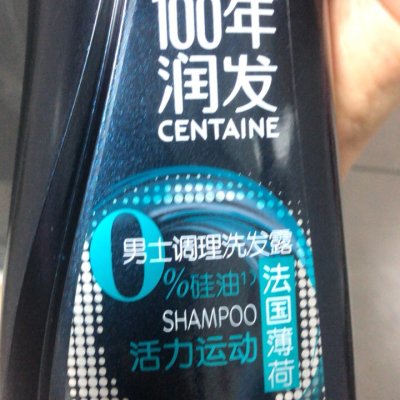 100年
润发
CENTAINE
男士调理洗发露
0%硅油1)
SHAMPOO
活力运动
法国薄荷